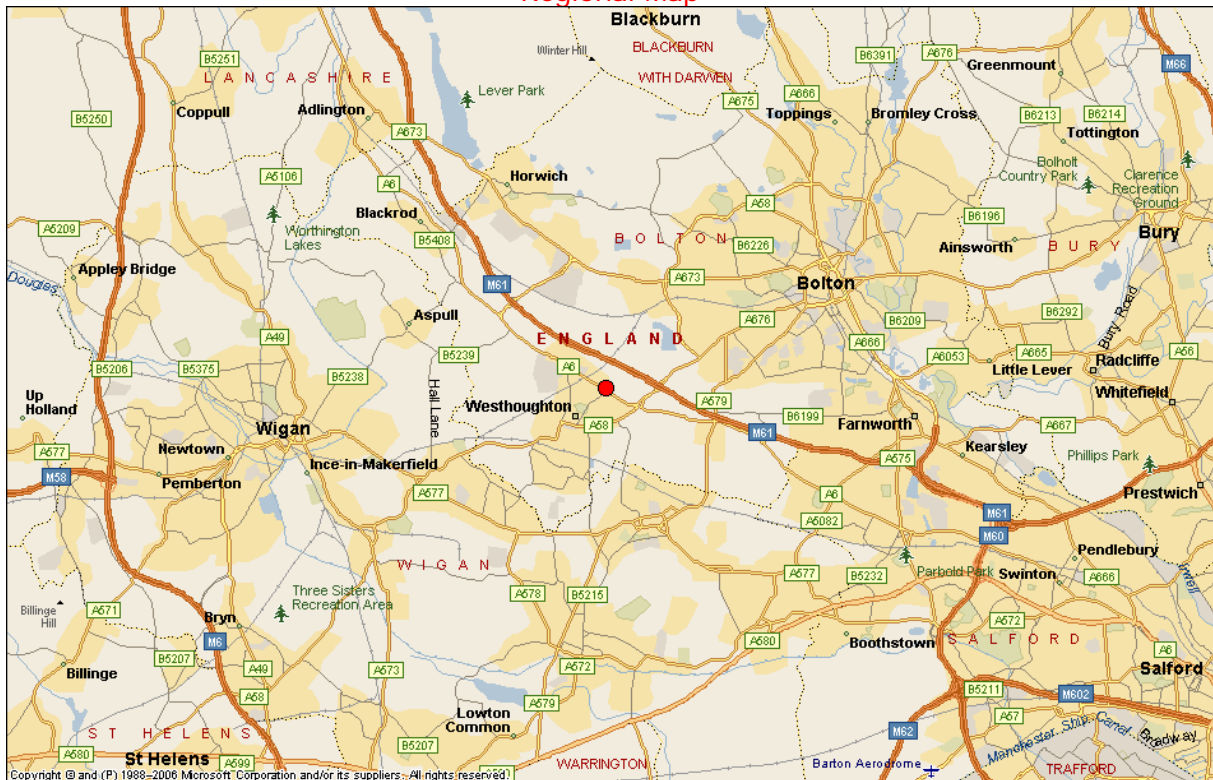 Regional Map
Blackburn
B5251
Winter Hill
BLACKBURN
WITH DARWEN
B6391
A676
Greenmount
M66
LANCASHIRE
Lever Park
A675
A666
Coppull
Adlington
Toppings
Bromley Cross
B6213
B6214
B5250
A673
Tottington
Bolholt
Country Park
Clarence
Recreation
Ground
A5106
A6
Horwich
A58
A5209
Worthington
Lakes
Blackrod
B5408
BOLTON
B6226
B6196
Ainsworth
BURY
Bury
Appley Bridge
Douglas
M61
A673
Bolton
Aspull
ENGLAND
A676
B6209
B6292
Bury Road
A49
B5239
A6
A666
A6053
A665
A56
B5206
B5375
B5238
Little Lever
Radcliffe
Up
Holland
Hall Lane
Westhoughton
A58
A579
B6199
Whitefield
Wigan
M61
Farnworth
A667
A577
Newtown
Ince-in-Makerfield
A575
Kearsley
Phillips Park
M58
Pemberton
A577
A6
Prestwich
A5082
M61
M60
WIGAN
Pendlebury
Parbold Park
A577
B5232
Swinton
A666
Irwell
Billinge
Hill
A571
Three Sisters
Recreation Area
A578
B5215
Bryn
A572
M6
A580
Boothstown
SALFORD
A6
Billinge
B5207
A49
A573
A572
Salford
A58
A579
B5211
M602
ST HELENS
Lowton
Common
A57
Manchester Ship Canal
Broadway
A580
St Helens
A599
B5207
M62
WARRINGTON
Barton Aerodrome
TRAFFORD
Copyright © and (P) 1988–2006 Microsoft Corporation and/or its suppliers. All rights reserved.